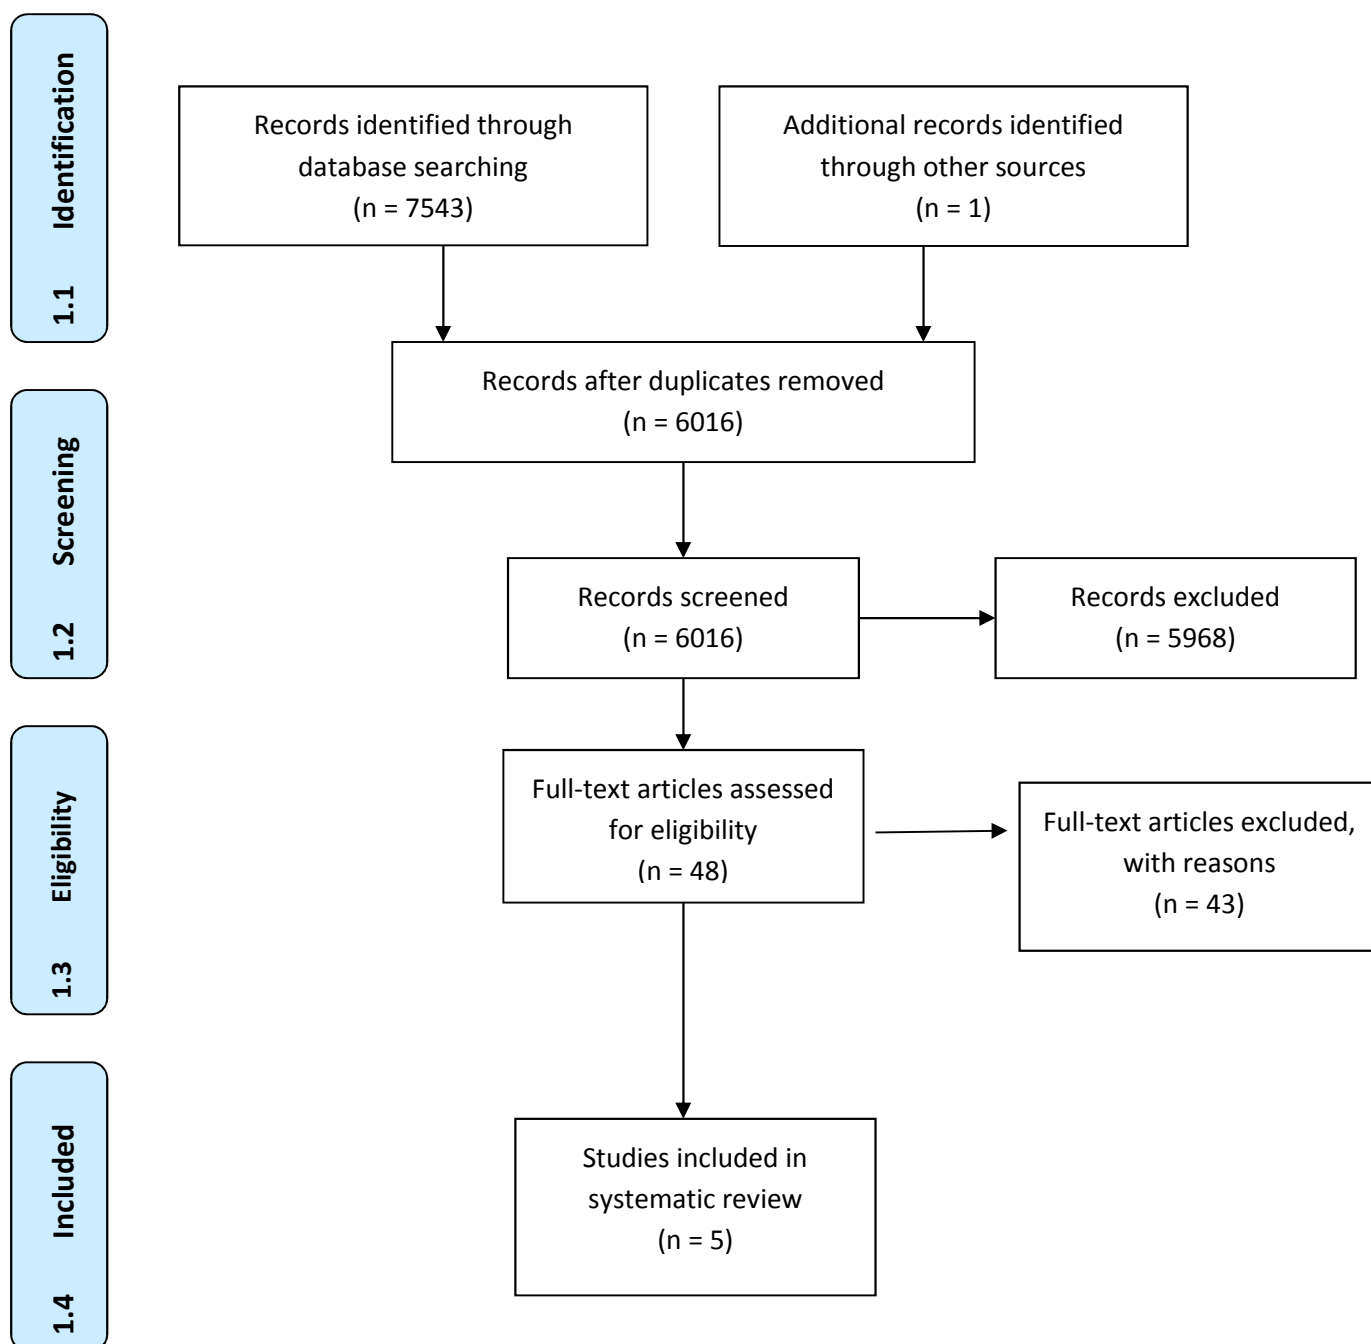 1.1 Identification
Records identified through
database searching
(n = 7543)
Additional records identified
through other sources
(n = 1)
Records after duplicates removed
(n = 6016)
1.2 Screening
Records screened
(n = 6016)
Records excluded
(n = 5968)
1.3 Eligibility
Full-text articles assessed
for eligibility
(n = 48)
Full-text articles excluded,
with reasons
(n = 43)
1.4 Included
Studies included in
systematic review
(n = 5)